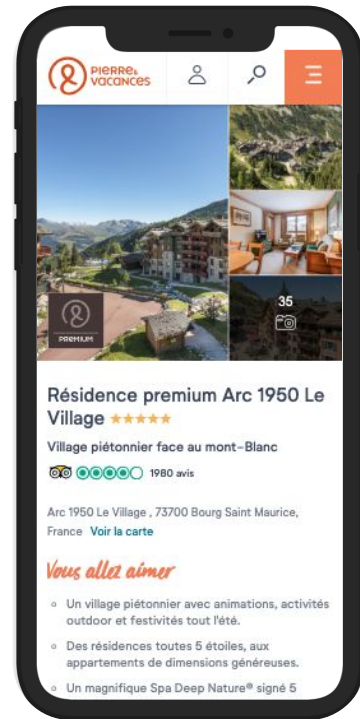 PIERRE & VACANCES
PREMIUM
35
Résidence premium Arc 1950 Le
Village
Village piétonnier face au mont-Blanc
1980 avis
Arc 1950 Le Village , 73700 Bourg Saint Maurice,
France Voir la carte
Vous allez aimer
Un village piétonnier avec animations, activités
outdoor et festivités tout l'été.
Des résidences toutes 5 étoiles, aux
appartements de dimensions généreuses.
Un magnifique Spa Deep Nature® signé 5